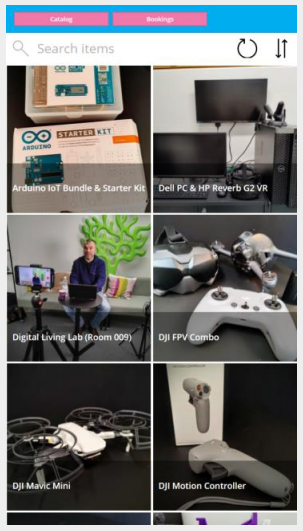 Catalog
Bookings
Search items
ARDUINO
STARTER KIT
Arduino IoT Bundle & Starter Kit
Dell PC & HP Reverb G2 VR
Digital Living Lab (Room 009)
DJI FPV Combo
DJI Mavic Mini
DJI Motion Controller